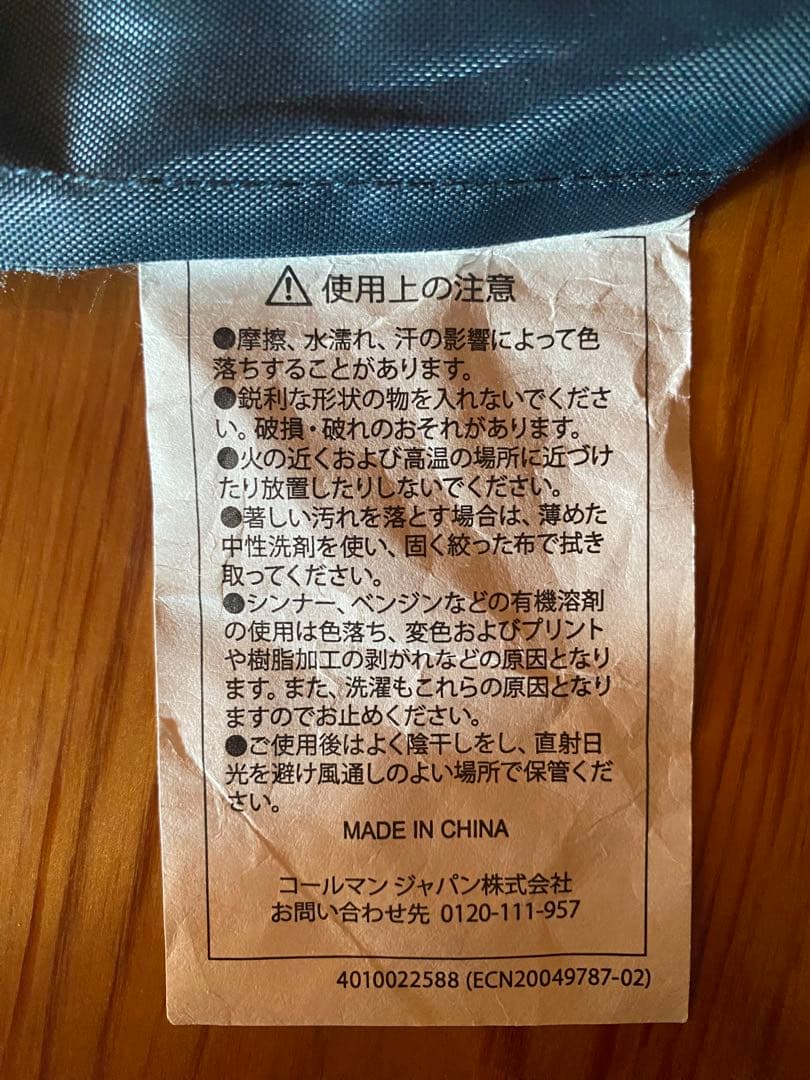 ⚠ 使用上の注意
●摩擦、水濡れ、汗の影響によって色
落ちすることがあります。
●鋭利な形状の物を入れないでくださ
い。破損・破れのおそれがあります。
●火の近くおよび高温の場所に近づけ
たり放置したりしないでください。
●著しい汚れを落とす場合は、薄めた
中性洗剤を使い、固く絞った布で拭き
取ってください。
●シンナー、ベンジンなどの有機溶剤
の使用は色落ち、変色およびプリント
や樹脂加工の剥がれなどの原因となり
ます。また、洗濯もこれらの原因となり
ますのでお止めください。
●ご使用後はよく陰干しをし、直射日
光を避け風通しのよい場所で保管くだ
さい。
MADE IN CHINA
コールマン ジャパン株式会社
お問い合わせ先 0120-111-957
4010022588 (ECN20049787-02)